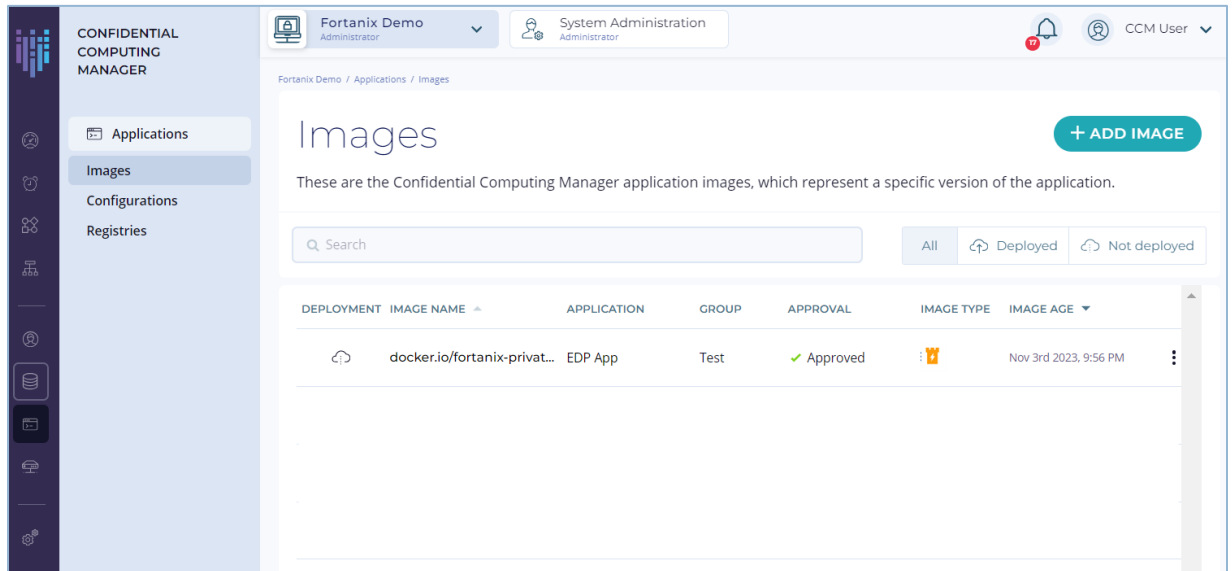 CONFIDENTIAL
COMPUTING
MANAGER
Applications
Images
Configurations
Registries
Fortanix Demo
Administrator
System Administration
Administrator
17
CCM User
Fortanix Demo / Applications / Images
Images
+ ADD IMAGE
These are the Confidential Computing Manager application images, which represent a specific version of the application.
Search
All Deployed Not deployed
DEPLOYMENT IMAGE NAME APPLICATION GROUP APPROVAL IMAGE TYPE IMAGE AGE
docker.io/fortanix-privat... EDP App Test Approved Nov 3rd 2023, 9:56 PM